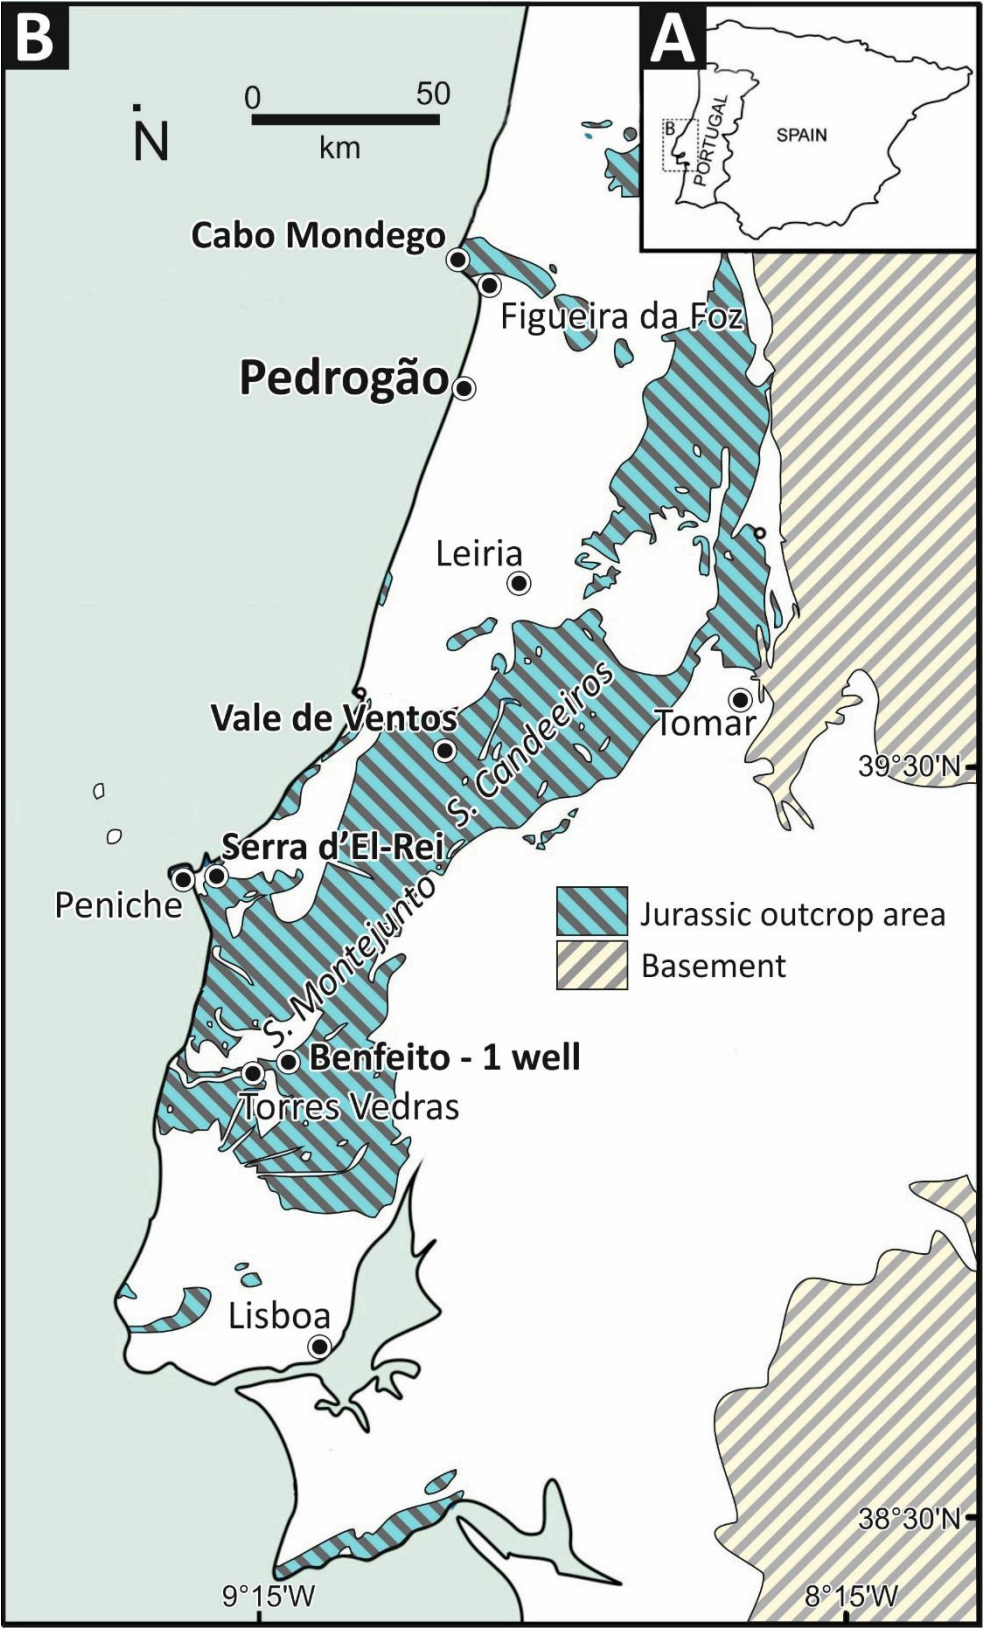 B
A
0 50
N
km
B
PORTUGAL
SPAIN
Cabo Mondego
Figueira da Foz
Pedrogão
Leiria
Vale de Ventos
S. Candeeiros
Tomar
39°30'N
Serra d’El-Rei
Peniche
S. Montejunto
Jurassic outcrop area
Basement
Benfeito - 1 well
Torres Vedras
Lisboa
38°30'N
9°15'W
8°15'W